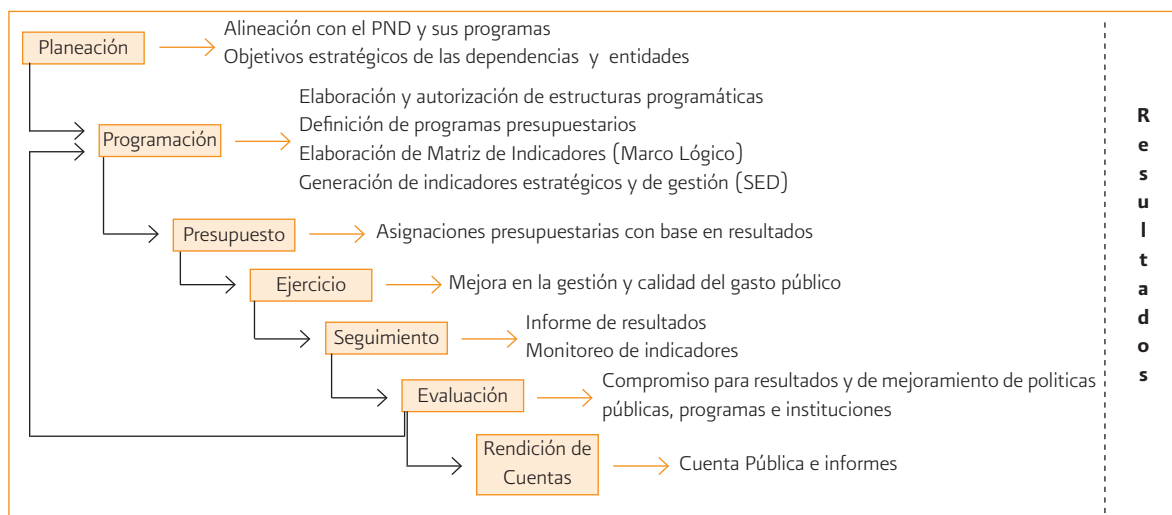 Planeación
Alineación con el PND y sus programas
Objetivos estratégicos de las dependencias y entidades
Programación
Elaboración y autorización de estructuras programáticas
Definición de programas presupuestarios
Elaboración de Matriz de Indicadores (Marco Lógico)
Generación de indicadores estratégicos y de gestión (SED)
Presupuesto
Asignaciones presupuestarias con base en resultados
Ejercicio
Mejora en la gestión y calidad del gasto público
Seguimiento
Informe de resultados
Monitoreo de indicadores
Evaluación
Compromiso para resultados y de mejoramiento de politicas
públicas, programas e instituciones
Rendición de
Cuentas
Cuenta Pública e informes
Resultados